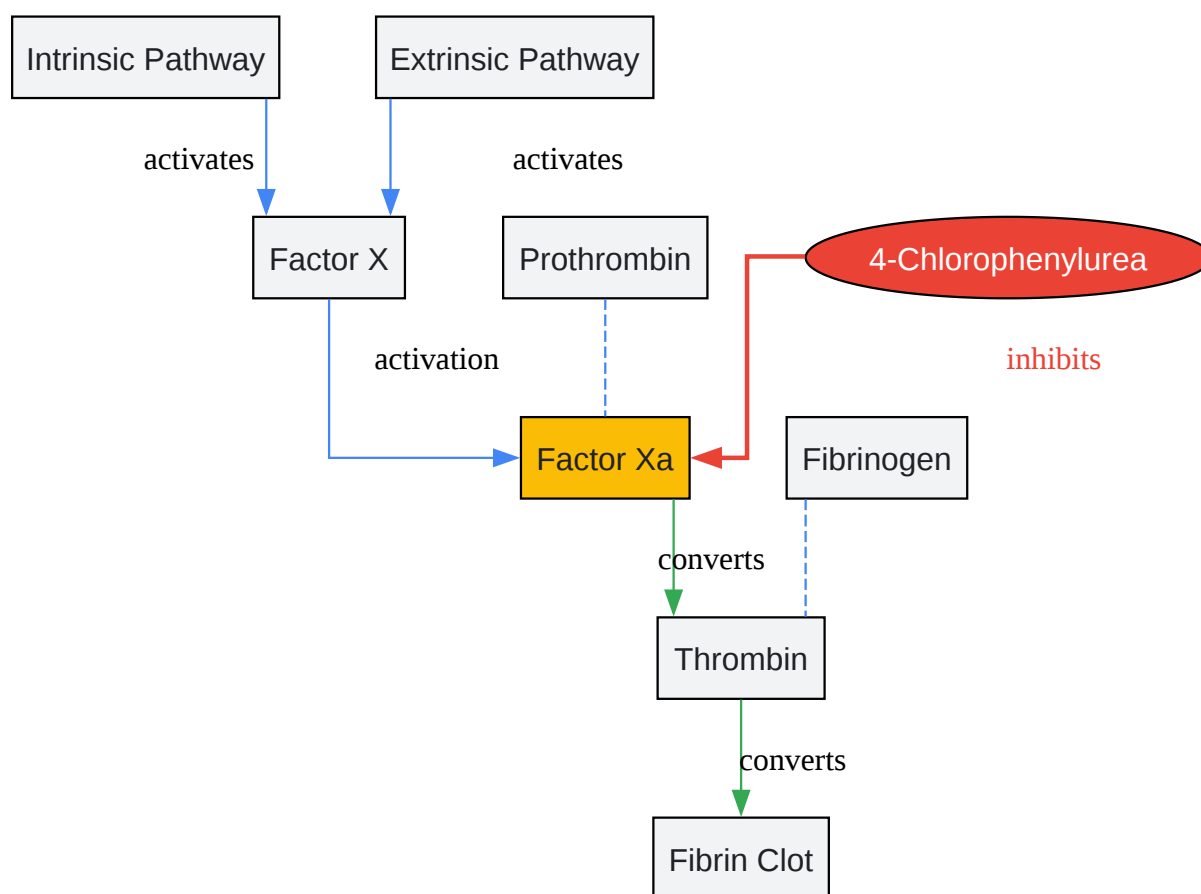 Intrinsic Pathway
Extrinsic Pathway
activates
activates
Factor X
Prothrombin
4-Chlorophenylurea
activation
inhibits
Factor Xa
Fibrinogen
converts
Thrombin
converts
Fibrin Clot